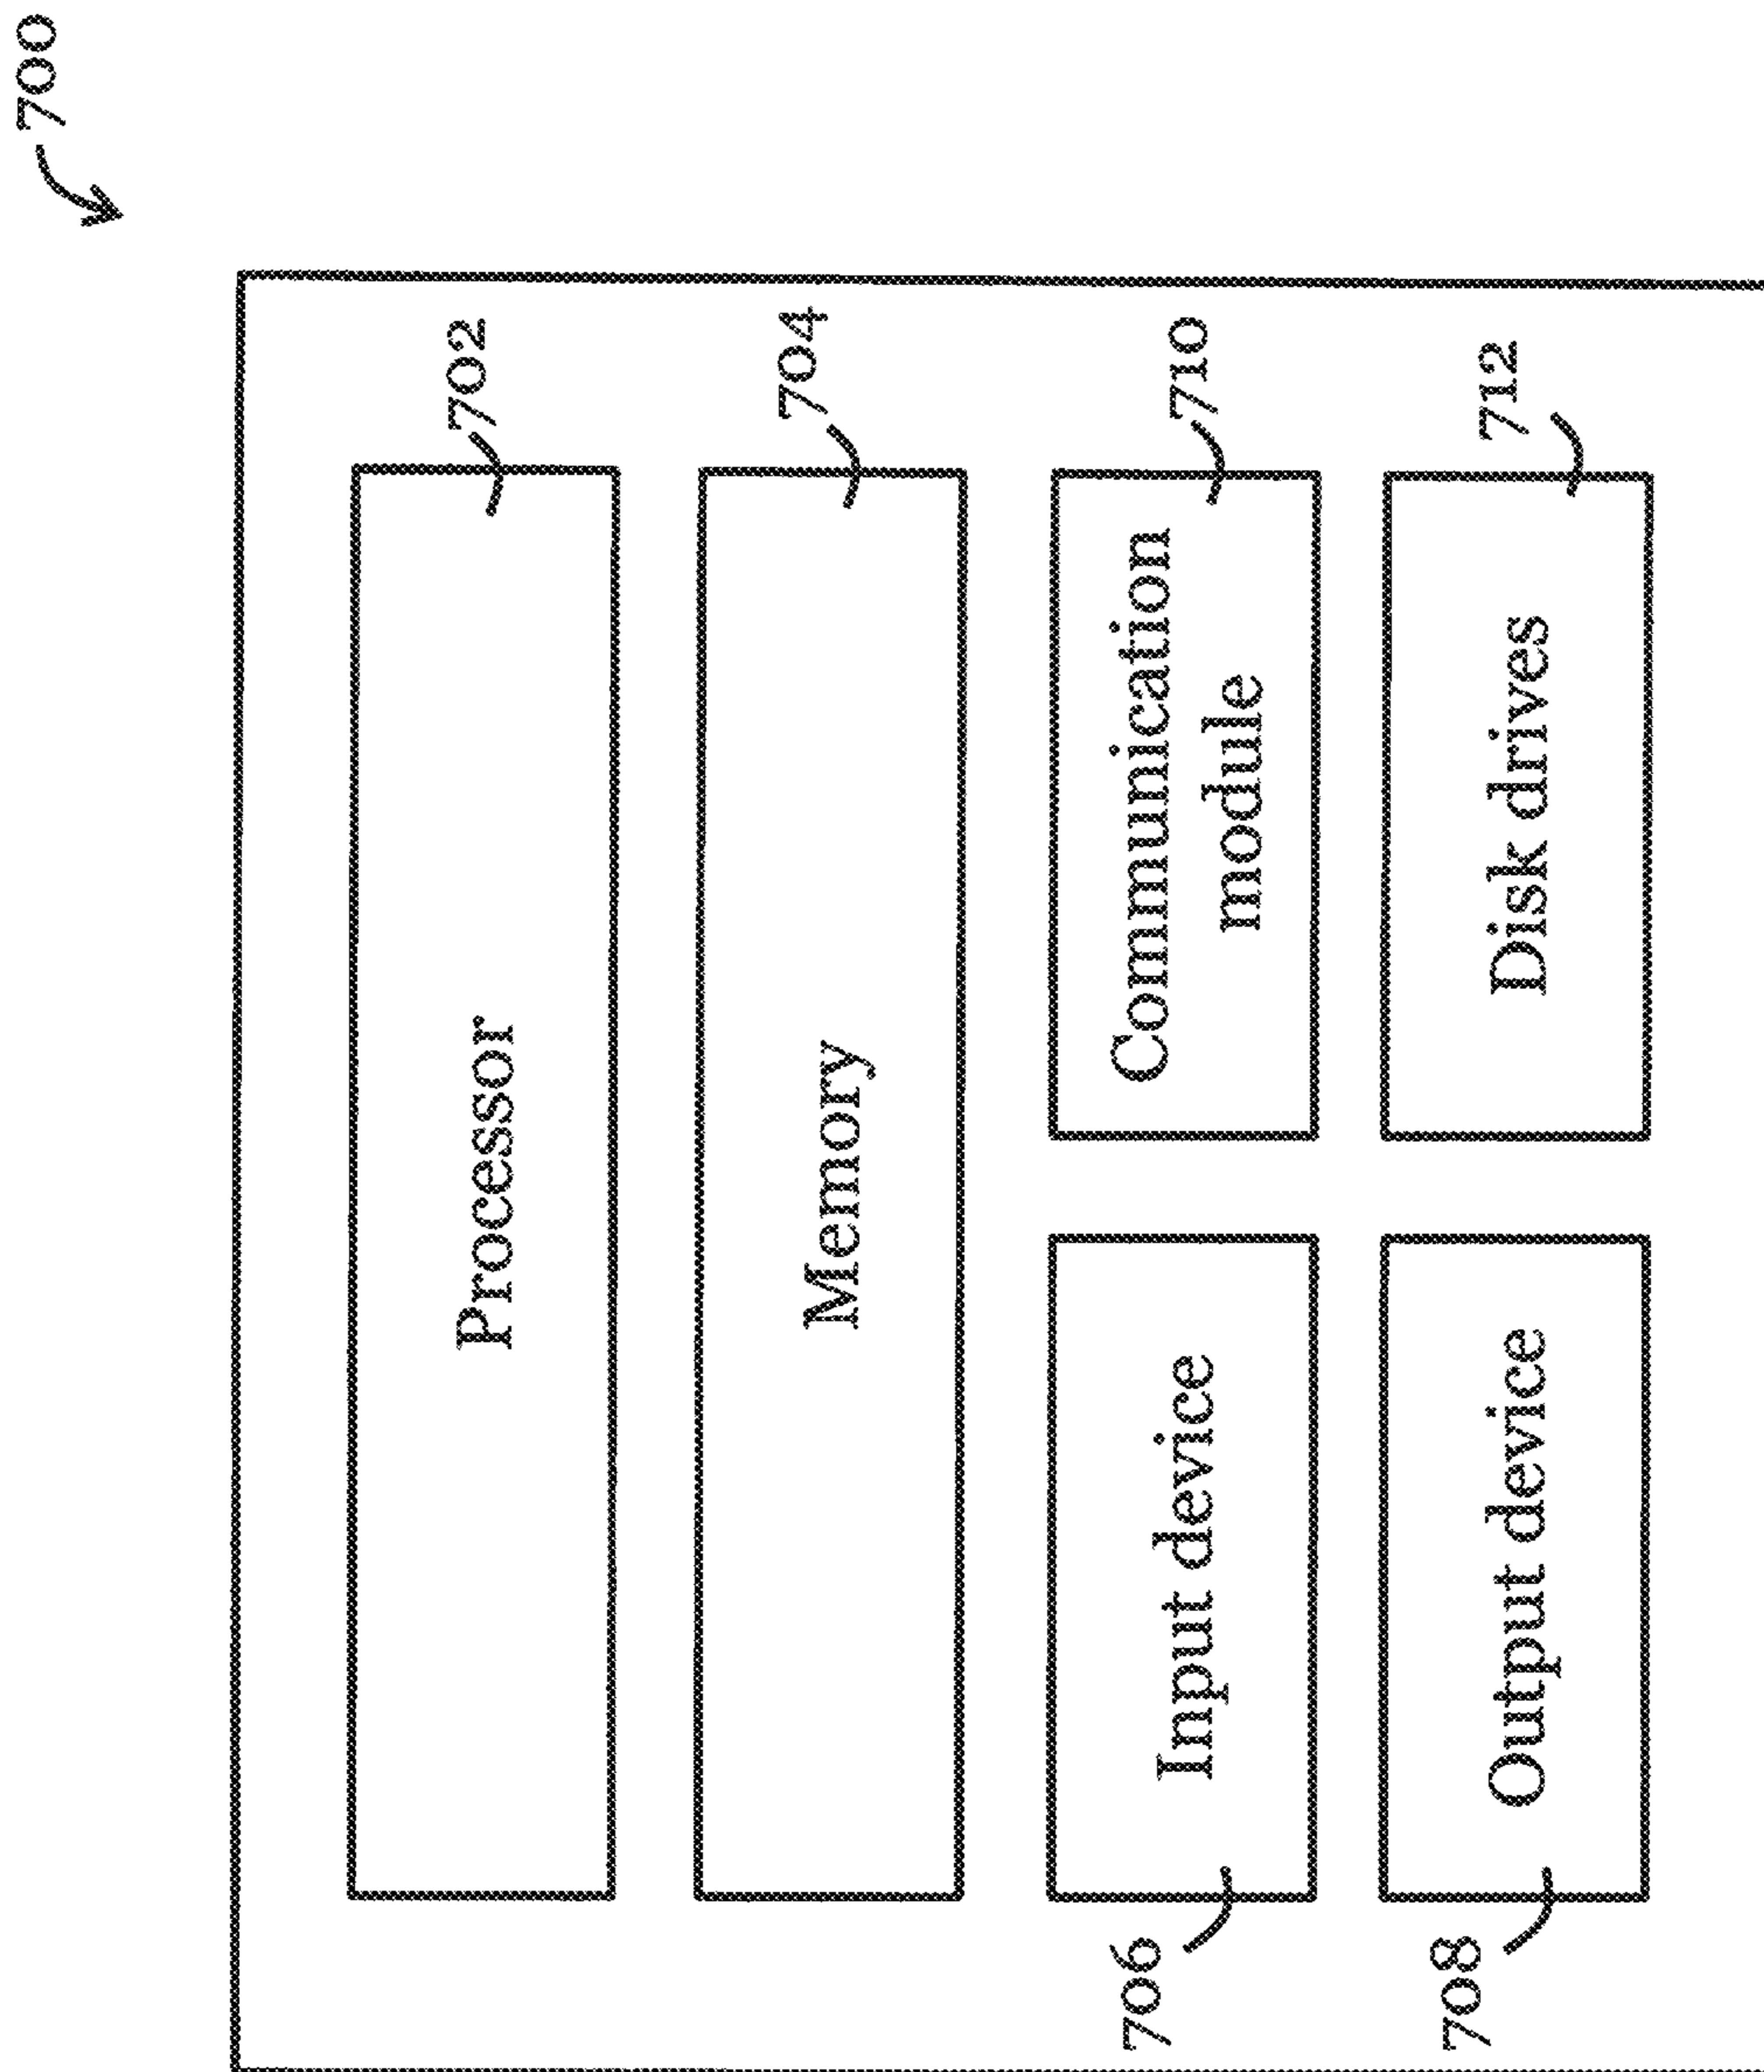 700
Processor
702
Memory
704
706
Input device
Communication
module
710
708
Output device
Disk drives
712